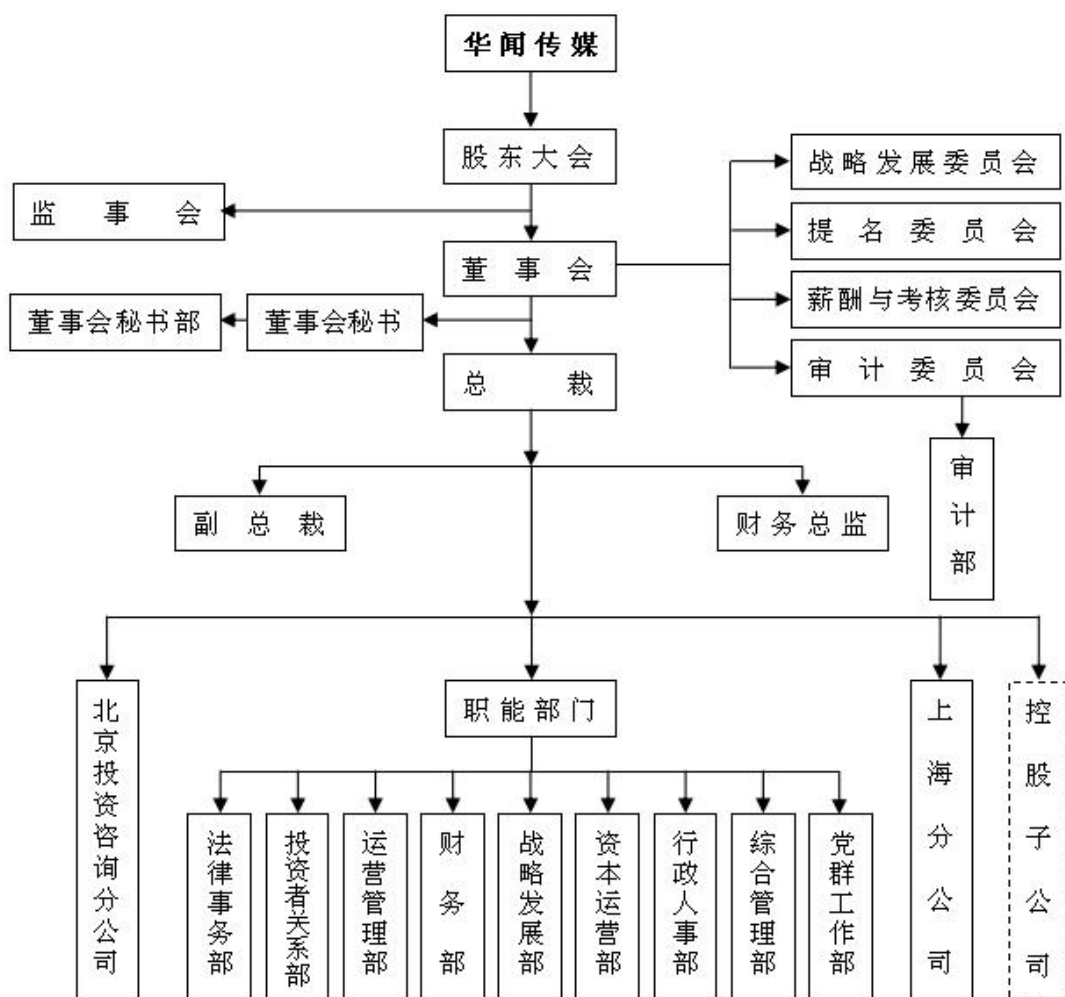 华闻传媒
股东大会
战略发展委员会
监事会
提名委员会
董事会
薪酬与考核委员会
董事会秘书部
董事会秘书
审计委员会
总裁
审计部
副总裁
财务总监
北京投资咨询分公司
职能部门
上海分公司
控股子公司
法律事务部
投资者关系部
运营管理部
财务部
战略发展部
资本运营部
行政人事部
综合管理部
党群工作部